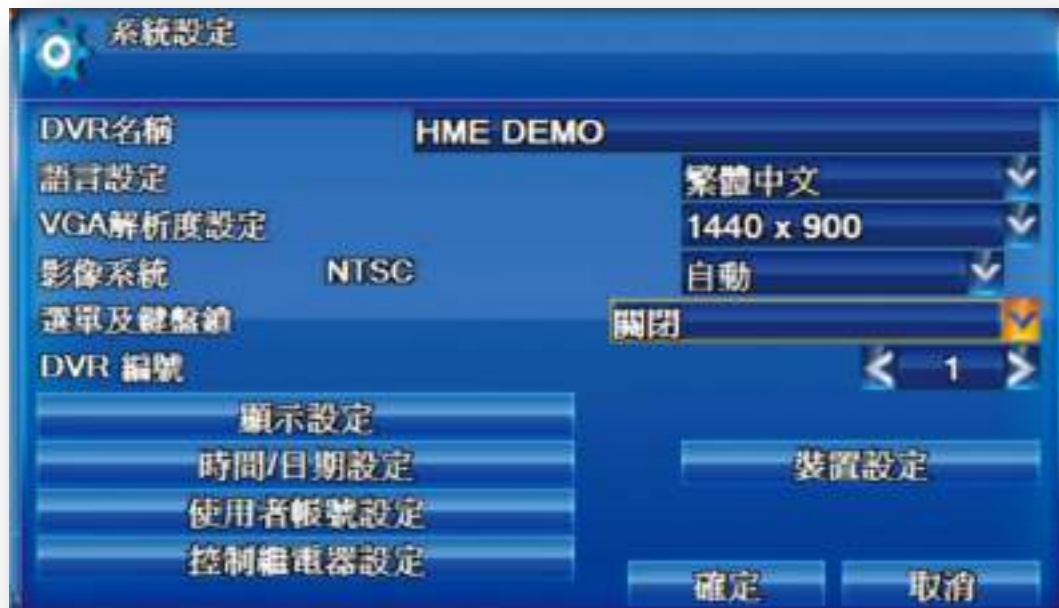 系統設定
DVR名稱 HME DEMO
語言設定 繁體中文
VGA解析度設定 1440 x 900
影像系統 NTSC 自動
選單及鍵盤鎖 關閉
DVR 編號 < 1 >
顯示設定
時間/日期設定 裝置設定
使用者帳號設定
控制繼電器設定
確定 取消